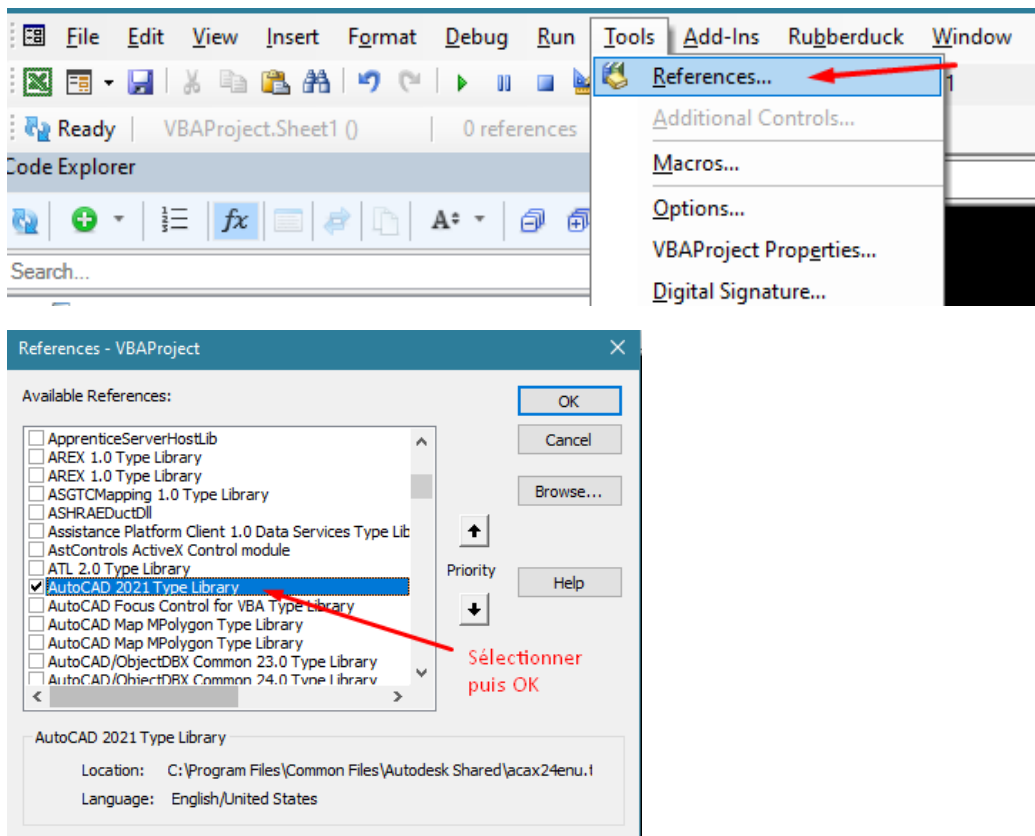 File Edit View Insert Format Debug Run Tools Add-Ins Rubberduck Window
References...
Ready VBAProject.Sheet1 () 0 references
Additional Controls...
Code Explorer
Macros...
Options...
VBAProject Properties...
Search...
Digital Signature...
References - VBAProject
Available References:
OK
ApprenticeServerHostLib
Cancel
AREX 1.0 Type Library
AREX 1.0 Type Library
ASGTCMapping 1.0 Type Library
Browse...
ASHRAEDuctDll
Assistance Platform Client 1.0 Data Services Type Lib
AstControls ActiveX Control module
ATL 2.0 Type Library
Priority
AutoCAD 2021 Type Library
Help
AutoCAD Focus Control for VBA Type Library
AutoCAD Map MPolygon Type Library
AutoCAD Map MPolygon Type Library
AutoCAD/ObjectDBX Common 23.0 Type Library
AutoCAD/ObjectDBX Common 24.0 Type Library
Sélectionner
puis OK
AutoCAD 2021 Type Library
Location: C:\Program Files\Common Files\Autodesk Shared\acax24enu.t
Language: English/United States